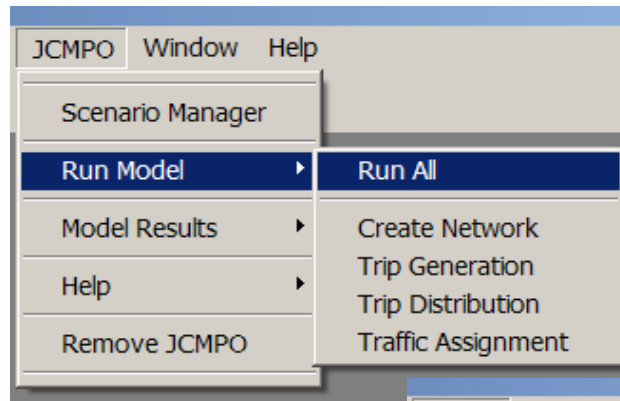 JCMPO Window Help
Scenario Manager
Run Model
Run All
Model Results
Create Network
Help
Trip Generation
Trip Distribution
Remove JCMPO
Traffic Assignment